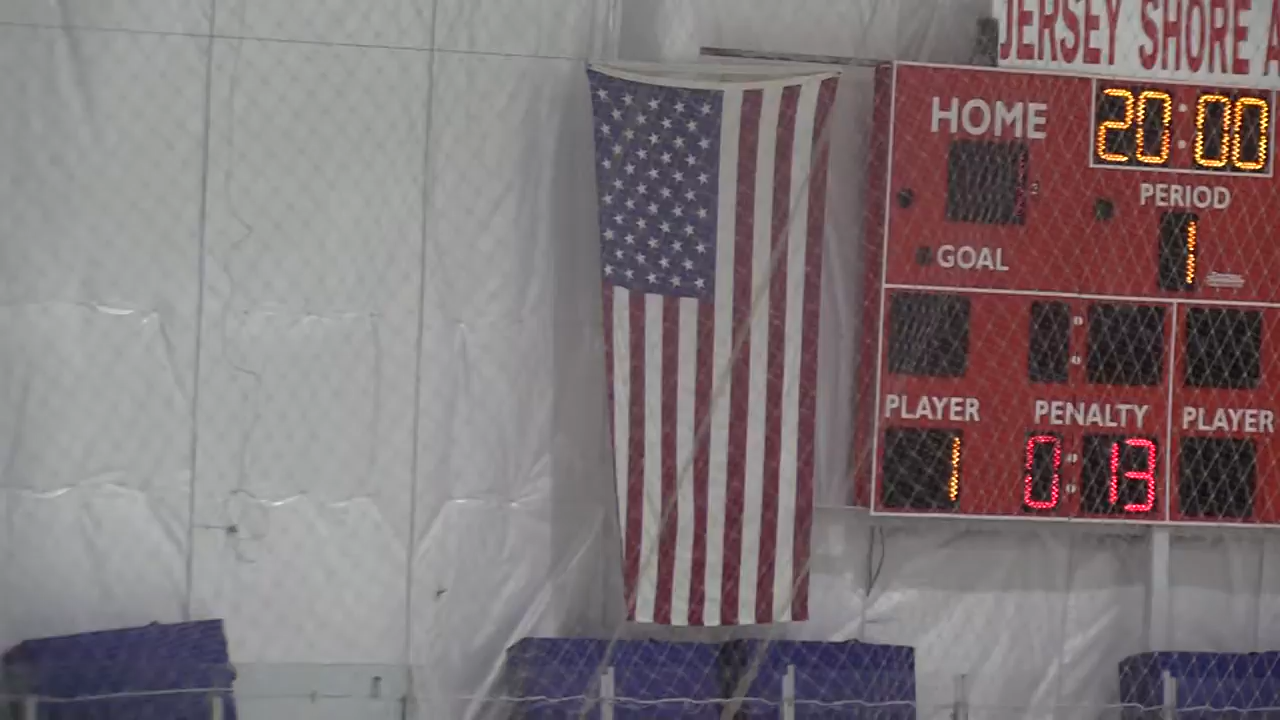 JERSEY SHORE A
HOME
20:00
PERIOD
1
GOAL
PLAYER PENALTY PLAYER
1 0:13